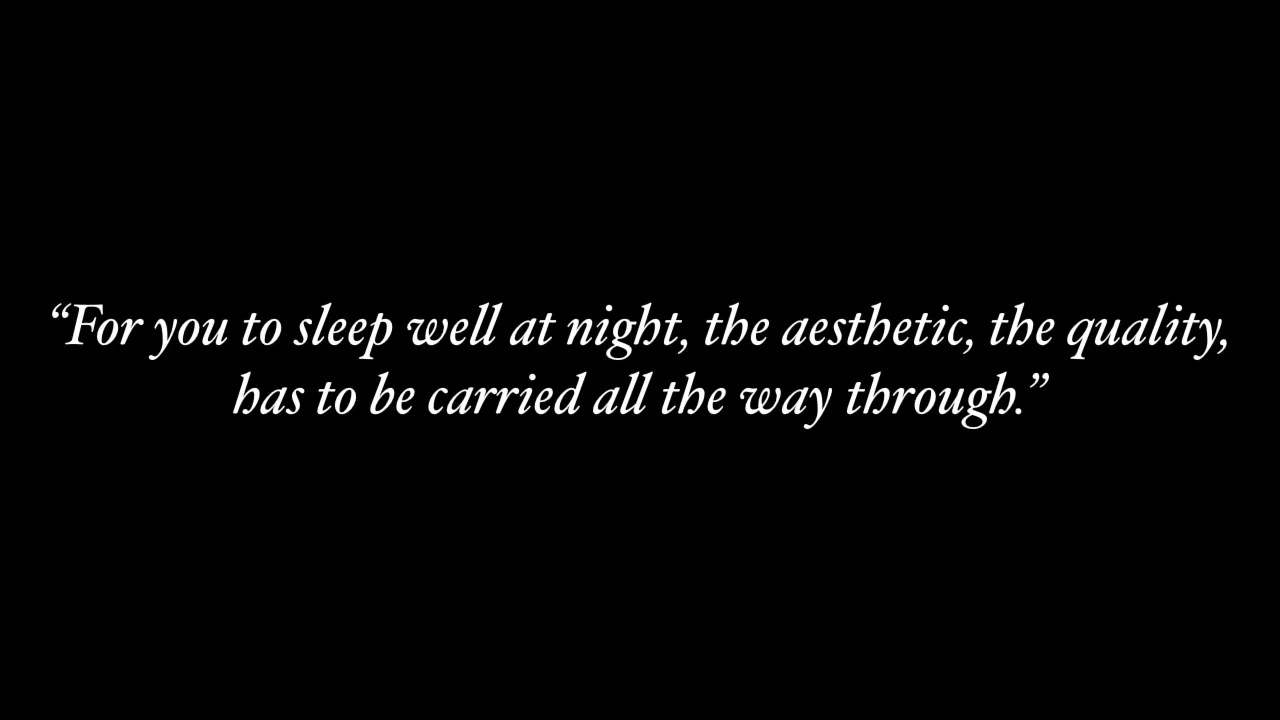 “For you to sleep well at night, the aesthetic, the quality,
has to be carried all the way through.”